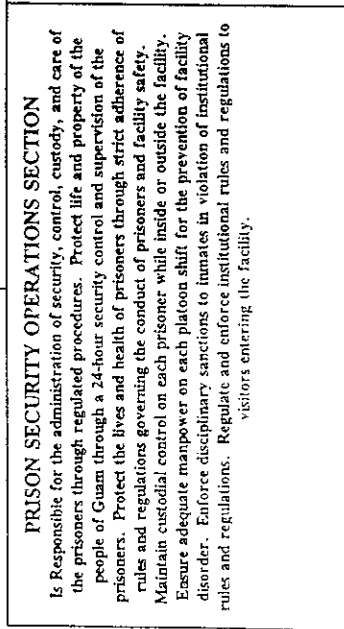 PRISON SECURITY OPERATIONS SECTION
Is Responsible for the administration of security, control, custody, and care of
the prisoners through regulated procedures. Protect life and property of the
people of Guam through a 24-hour security control and supervision of the
prisoners. Protect the lives and health of prisoners through strict adherence of
rules and regulations governing the conduct of prisoners and facility safety.
Maintain custodial control on each prisoner while inside or outside the facility.
Ensure adequate manpower on each platoon shift for the prevention of facility
disorder. Enforce disciplinary sanctions to inmates in violation of institutional
rules and regulations. Regulate and enforce institutional rules and regulations to
visitors entering the facility.